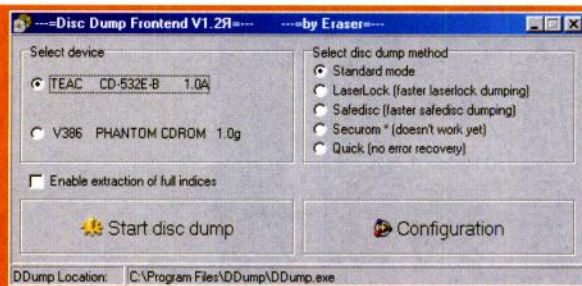 ---=Disc Dump Frontend V1.2Я=---     ---=by Eraser=---
Select device
TEAC    CD-532E-B    1.0A
V386    PHANTOM CDROM    1.0g
Enable extraction of full indices
Select disc dump method
Standard mode
LaserLock (faster laserlock dumping)
Safedisc (faster safedisc dumping)
Securom * (doesn't work yet)
Quick (no error recovery)
Start disc dump
Configuration
DDump Location:    C:\Program Files\DDump\DDump.exe